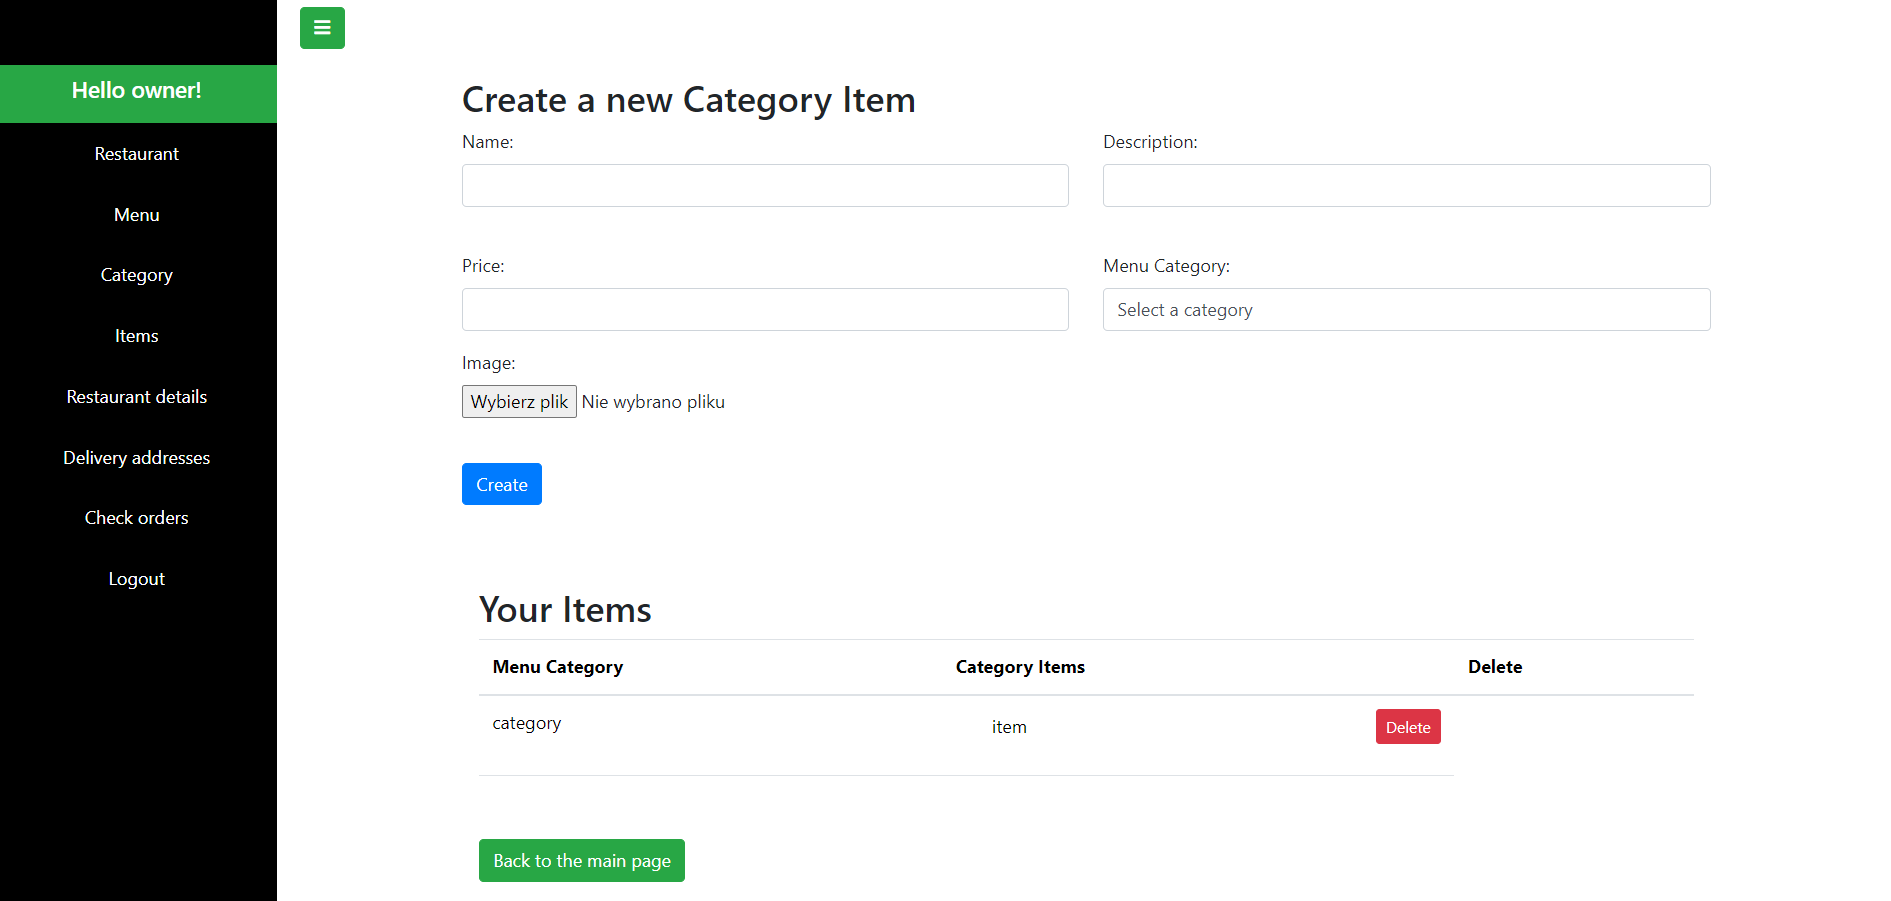 Hello owner!
Restaurant
Menu
Category
Items
Restaurant details
Delivery addresses
Check orders
Logout
Create a new Category Item
Name:
Description:
Price:
Menu Category:
Select a category
Image:
Wybierz plik Nie wybrano pliku
Create
Your Items
Menu Category Category Items Delete
category item Delete
Back to the main page